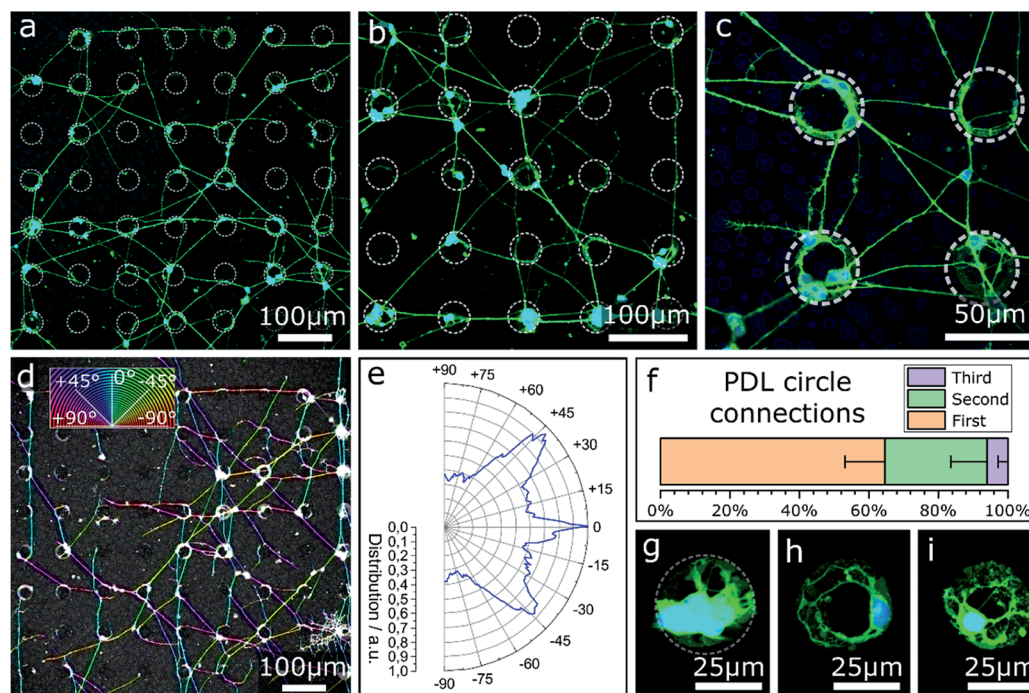 a
100µm
b
100µm
c
50µm
d
+45°
0°
-45°
+90°
-90°
100µm
e
+90
+75
+60
+45
+30
+15
0
-15
-30
-45
-60
-75
-90
0,0
0,1
0,2
0,3
0,4
0,5
0,6
0,7
0,8
0,9
1,0
Distribution / a.u.
f
PDL circle
connections
Third
Second
First
0% 20% 40% 60% 80% 100%
g
25µm
h
25µm
i
25µm